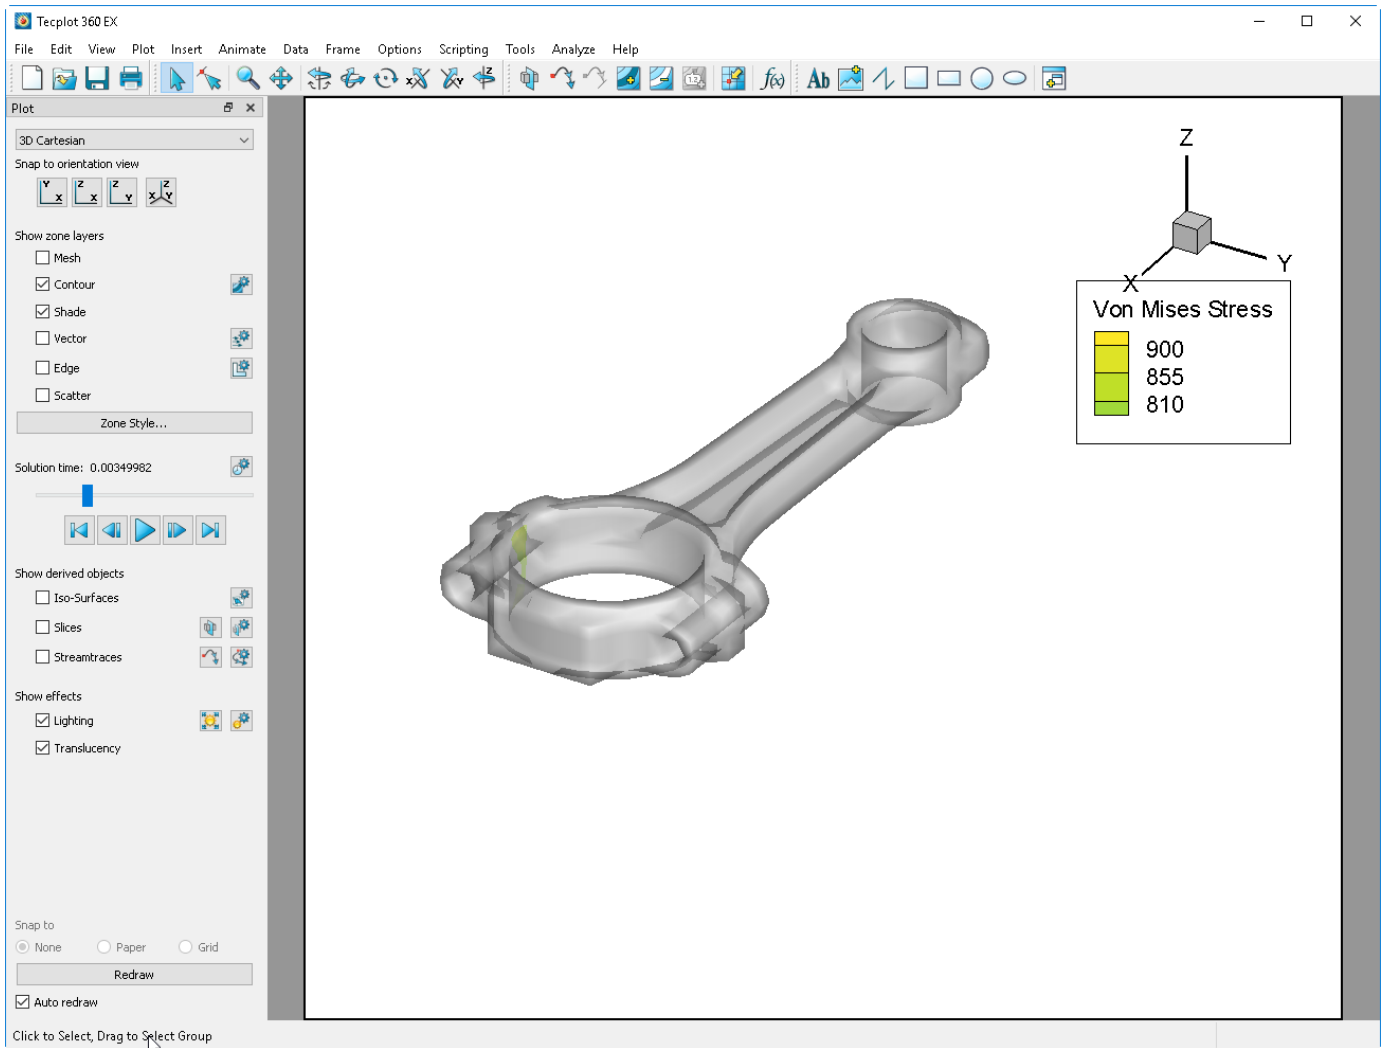 Tecplot 360 EX
File Edit View Plot Insert Animate Data Frame Options Scripting Tools Analyze Help
Ab
Plot
3D Cartesian
Snap to orientation view
Y X Z X Z Y Z X Y
Show zone layers
Mesh
Contour
Shade
Vector
Edge
Scatter
Zone Style...
Solution time: 0.00349982
Show derived objects
Iso-Surfaces
Slices
Streamtraces
Show effects
Lighting
Translucency
Snap to
None Paper Grid
Redraw
Auto redraw
Click to Select, Drag to Select Group
Z
Y
X
Von Mises Stress
900
855
810